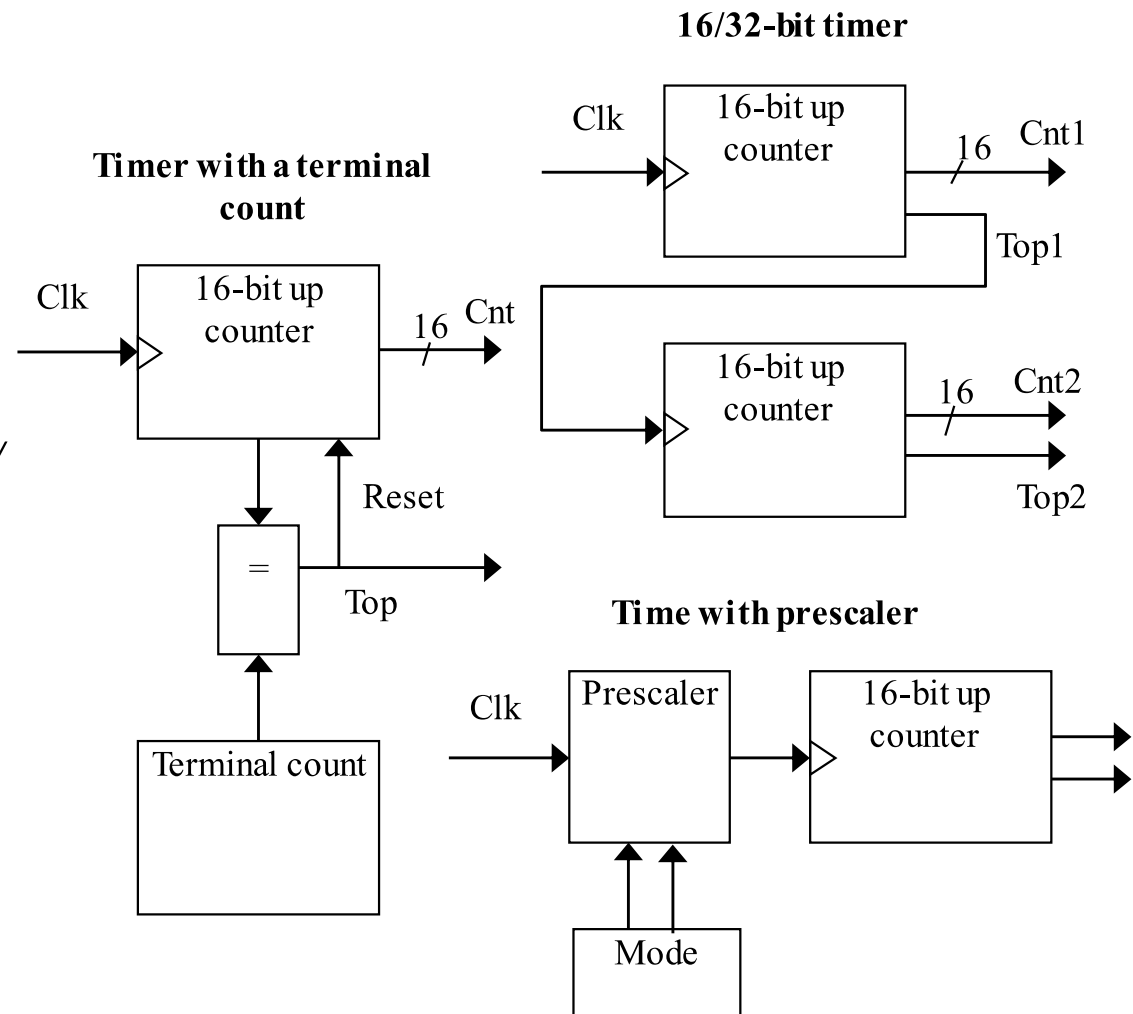 16/32-bit timer
Clk
16-bit up
counter
16
Cnt1
Top1
16-bit up
counter
16
Cnt2
Top2
Timer with a terminal
count
Clk
16-bit up
counter
16
Cnt
Reset
=
Top
Terminal count
Time with prescaler
Clk
Prescaler
16-bit up
counter
Mode